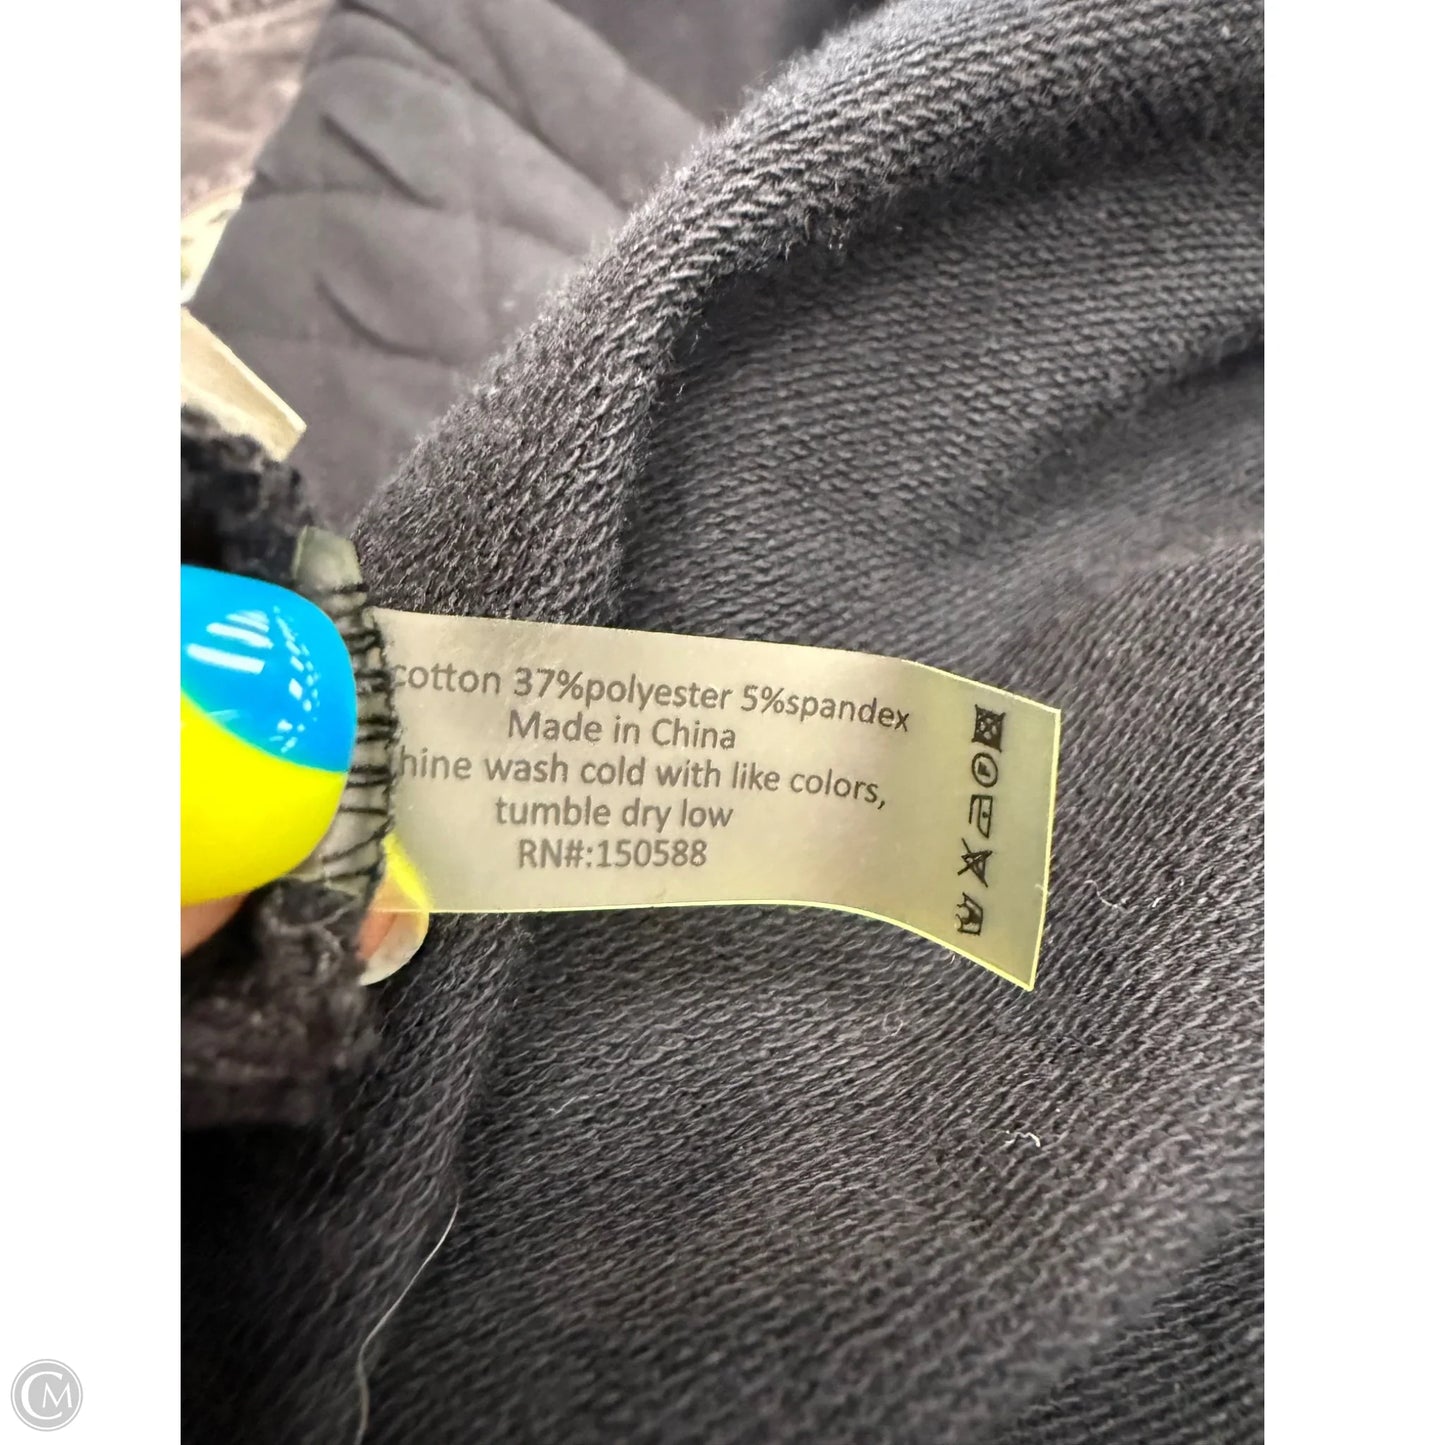 cotton 37%polyester 5%spandex
Made in China
hine wash cold with like colors,
tumble dry low
RN#:150588
CM